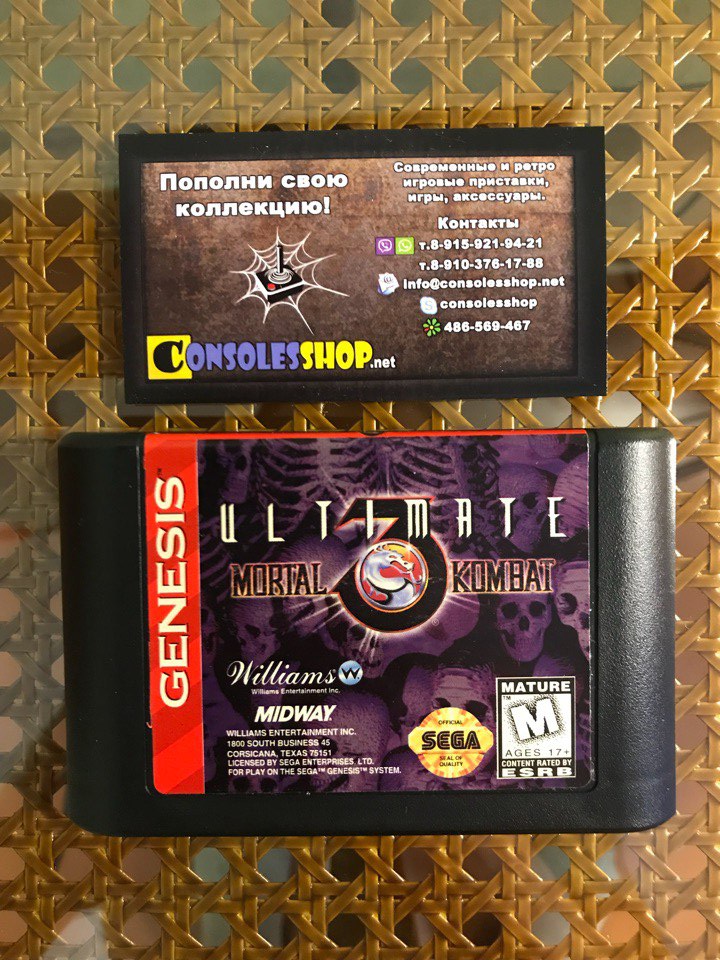 Пополни свою
коллекцию!
CONSOLESSHOP.net
Современные и ретро
игровые приставки,
игры, аксессуары.
Контакты
т.8-915-921-94-21
т.8-910-376-17-88
info@consolesshop.net
consolesshop
486-569-467
GENESIS™
ULTIMATE
MORTAL 3 KOMBAT
Williams® W.
Williams Entertainment Inc.
MIDWAY
WILLIAMS ENTERTAINMENT INC.
1800 SOUTH BUSINESS 45
CORSICANA, TEXAS 75151
LICENSED BY SEGA ENTERPRISES, LTD.
FOR PLAY ON THE SEGA™ GENESIS™ SYSTEM.
OFFICIAL
SEGA
SEAL OF
QUALITY
MATURE
™
M
AGES 17+
CONTENT RATED BY
ESRB